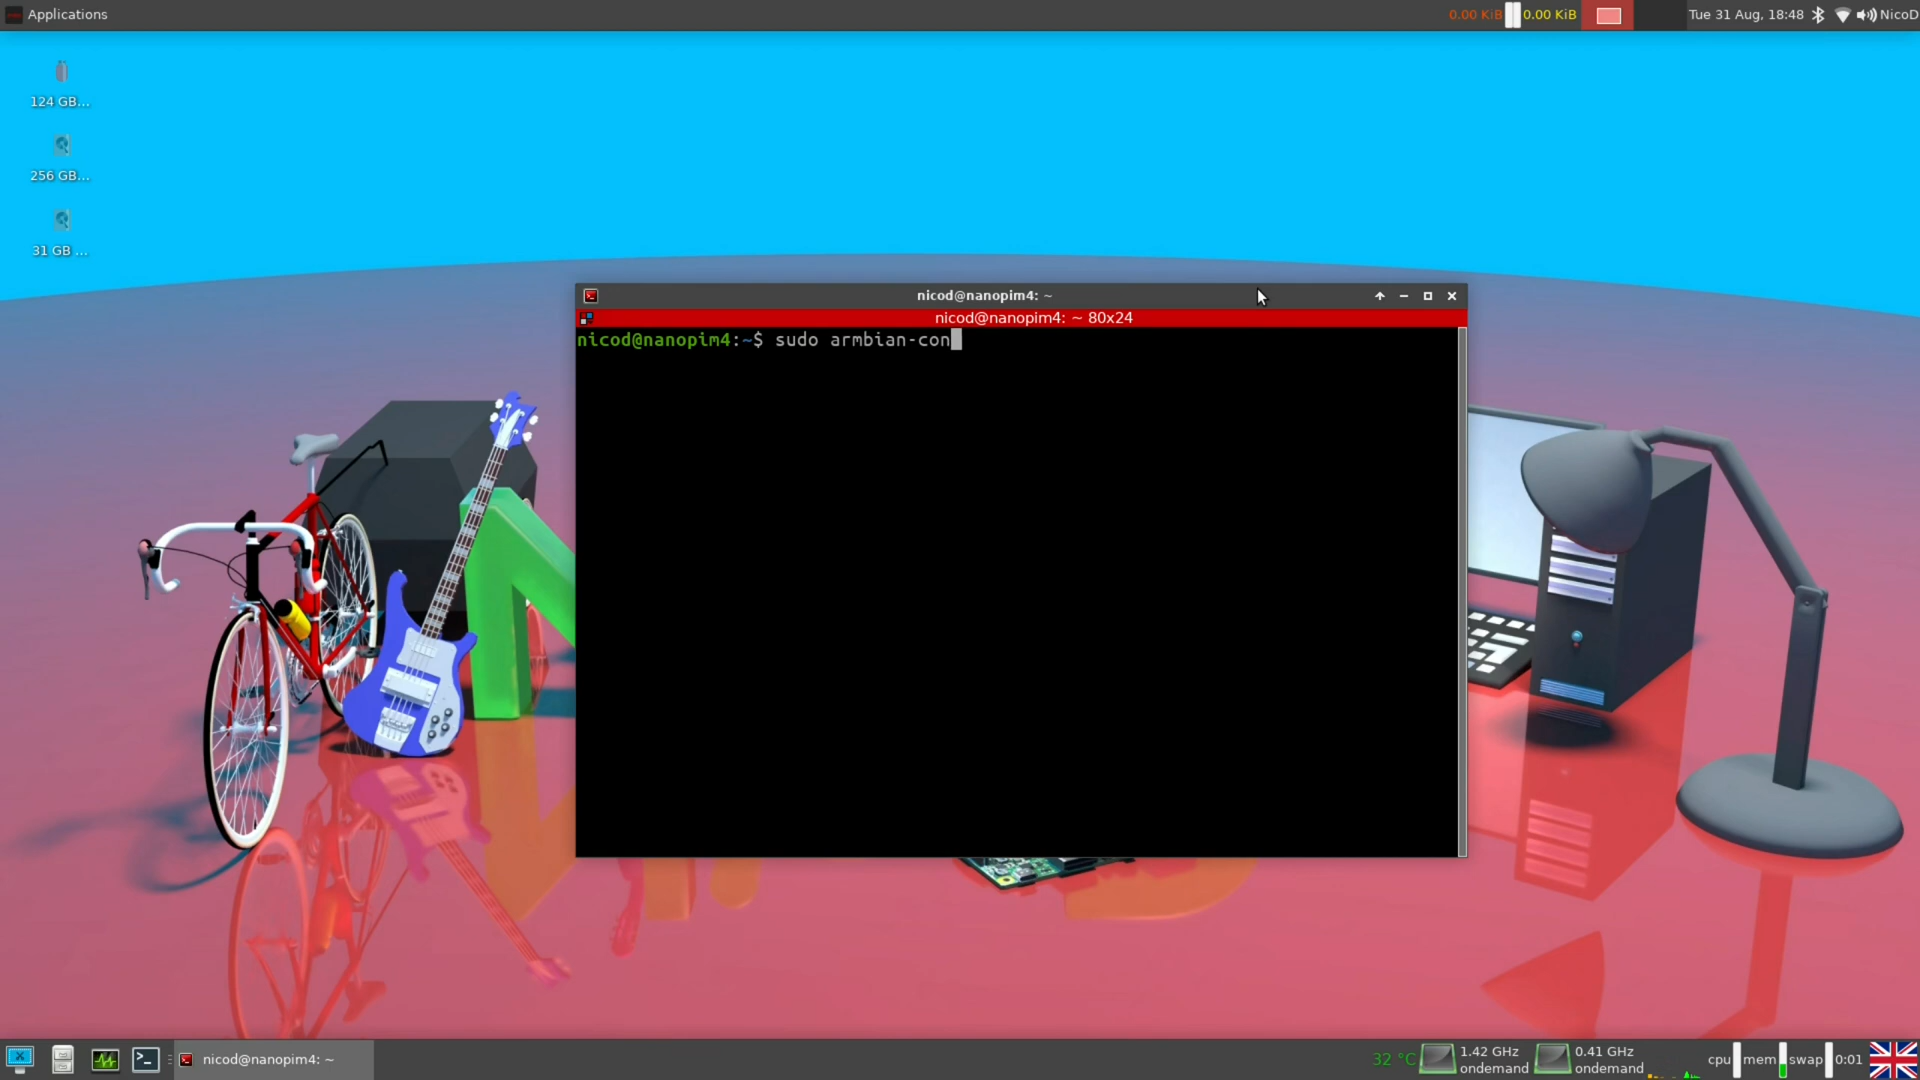 Applications
0.00 KiB 0.00 KiB Tue 31 Aug, 18:48 NicoD
124 GB...
256 GB...
31 GB ...
nicod@nanopim4: ~
nicod@nanopim4: ~ 80x24
nicod@nanopim4:~$ sudo armbian-con
nicod@nanopim4: ~
32 °C
1.42 GHz
ondemand
0.41 GHz
ondemand
cpu mem swap 0:01